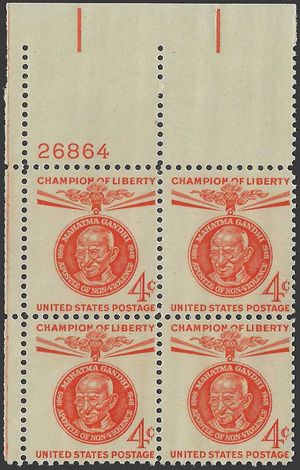 26864
CHAMPION OF LIBERTY CHAMPION OF LIBERTY
1869 MAHATMA GANDHI 1948 1869 MAHATMA GANDHI 1948
APOSTLE OF NON-VIOLENCE APOSTLE OF NON-VIOLENCE
4¢ 4¢
UNITED STATES POSTAGE UNITED STATES POSTAGE
CHAMPION OF LIBERTY CHAMPION OF LIBERTY
1869 MAHATMA GANDHI 1948 1869 MAHATMA GANDHI 1948
APOSTLE OF NON-VIOLENCE APOSTLE OF NON-VIOLENCE
4¢ 4¢
UNITED STATES POSTAGE UNITED STATES POSTAGE